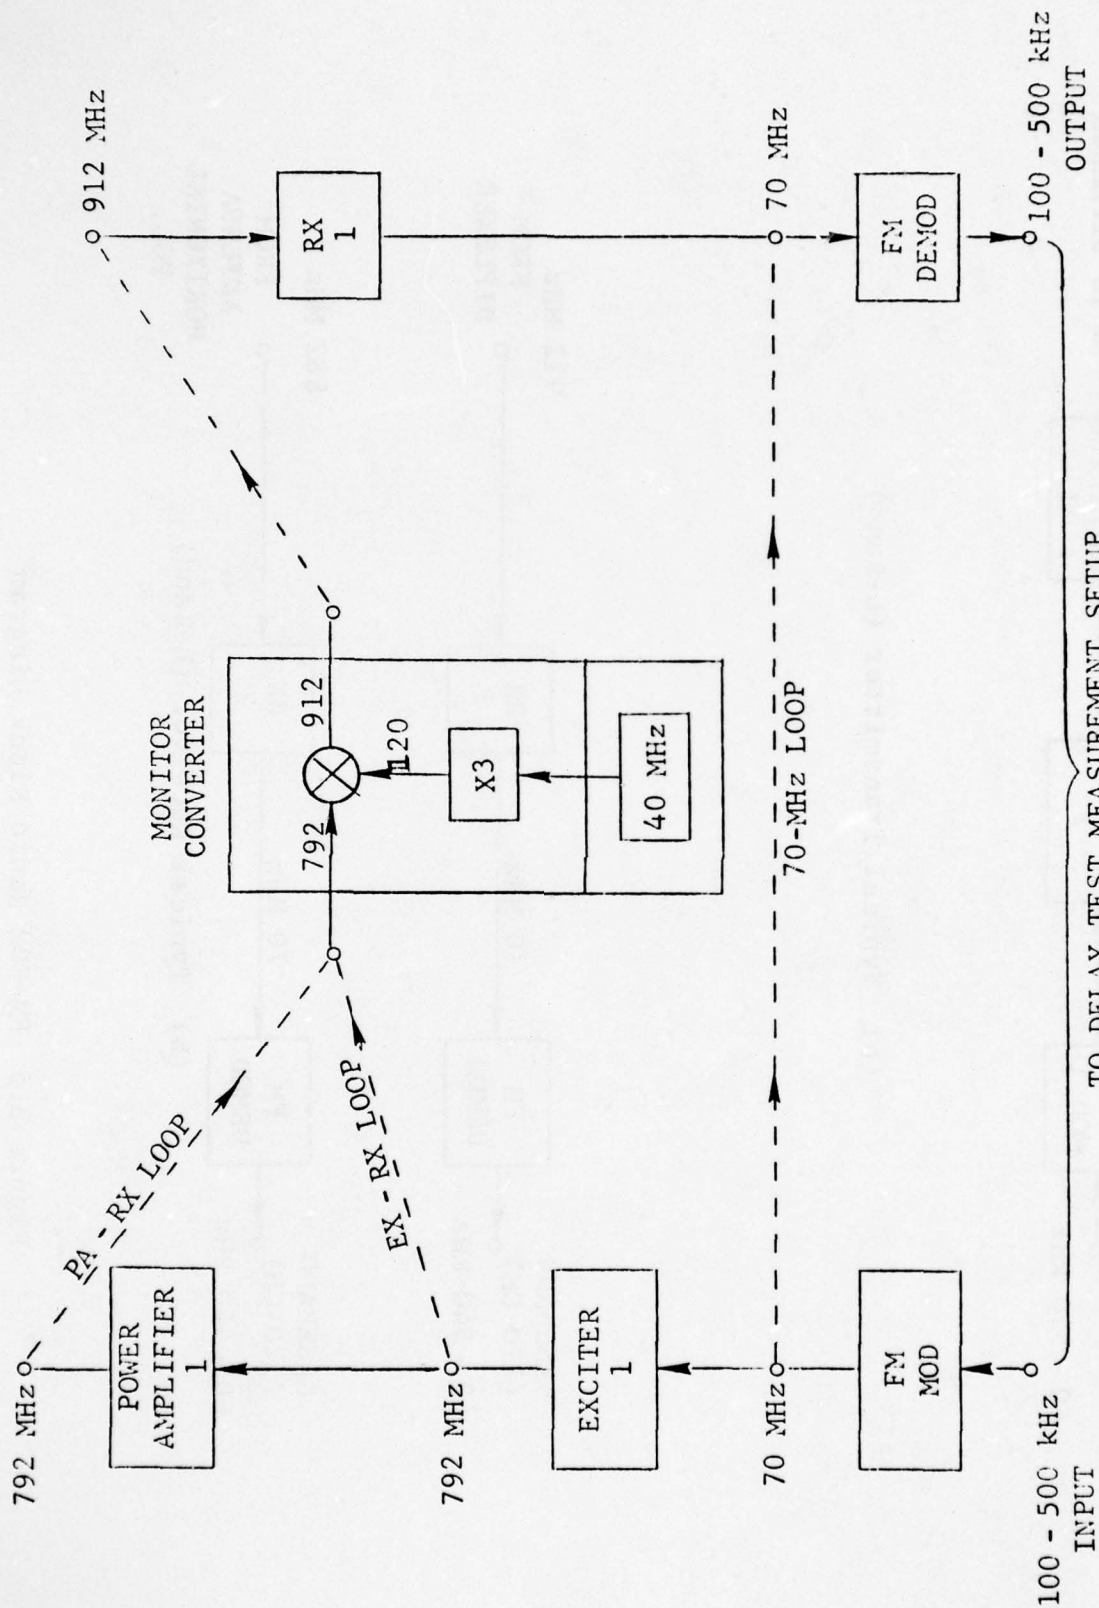 792 MHz
PA - RX LOOP
POWER
AMPLIFIER
1
792 MHz
EX - RX LOOP
EXCITER
1
70 MHz
FM
MOD
100 - 500 kHz
INPUT
MONITOR
CONVERTER
792
912
120
X3
40 MHz
70-MHz LOOP
912 MHz
RX
1
70 MHz
FM
DEMOD
100 - 500 kHz
OUTPUT
TO DELAY TEST MEASUREMENT SETUP